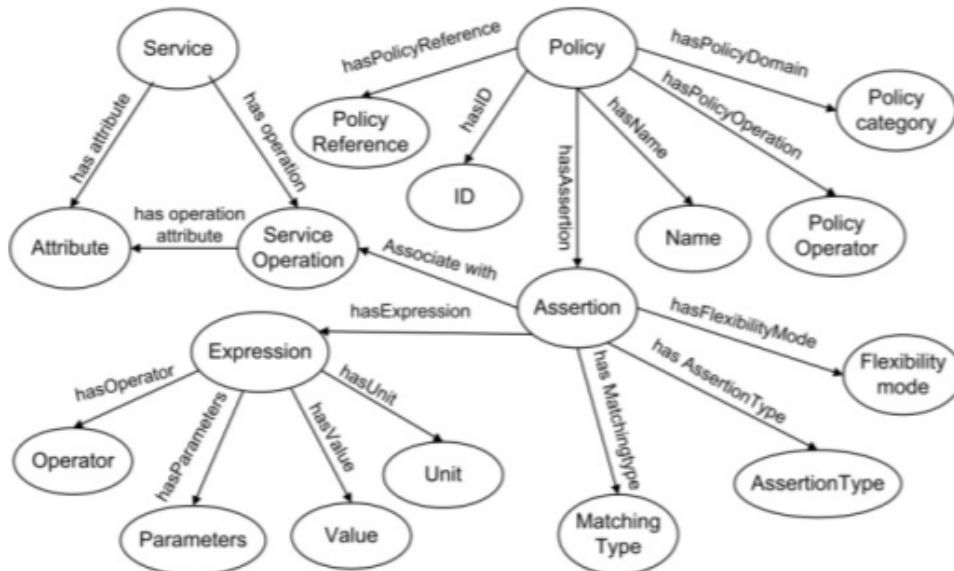 Service
Policy
hasPolicyReference
hasPolicyDomain
Policy
category
Policy
Reference
hasID
hasName
hasPolicyOperation
has attribute
has operation
ID
hasAssertion
Name
Policy
Operator
Attribute
has operation
attribute
Service
Operation
Associate with
Assertion
hasExpression
hasFlexibilityMode
Expression
Flexibility
mode
hasOperator
hasParameters
hasValue
hasUnit
has Matchingtype
has AssertionType
Operator
Unit
AssertionType
Parameters
Value
Matching
Type